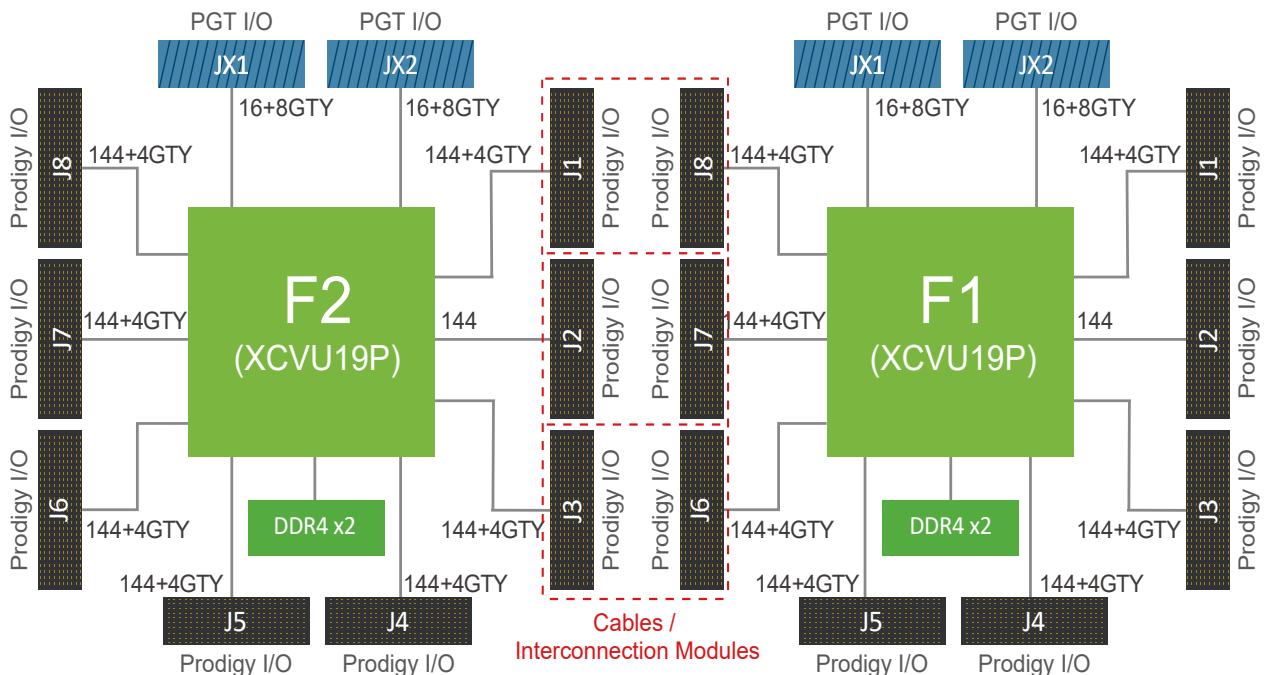 PGT I/O
PGT I/O
PGT I/O
PGT I/O
JX1
JX2
JX1
JX2
16+8GTY
16+8GTY
16+8GTY
16+8GTY
Prodigy I/O
J8
144+4GTY
144+4GTY
J1
Prodigy I/O
Prodigy I/O
J8
144+4GTY
144+4GTY
J1
Prodigy I/O
F2
(XCVU19P)
F1
(XCVU19P)
Prodigy I/O
J7
144+4GTY
144
J2
Prodigy I/O
Prodigy I/O
J7
144+4GTY
144
J2
Prodigy I/O
Prodigy I/O
J6
144+4GTY
DDR4 x2
144+4GTY
J3
Prodigy I/O
Prodigy I/O
J6
144+4GTY
DDR4 x2
144+4GTY
J3
Prodigy I/O
144+4GTY
144+4GTY
144+4GTY
144+4GTY
J5
J4
J5
J4
Prodigy I/O
Prodigy I/O
Prodigy I/O
Prodigy I/O
Cables /
Interconnection Modules